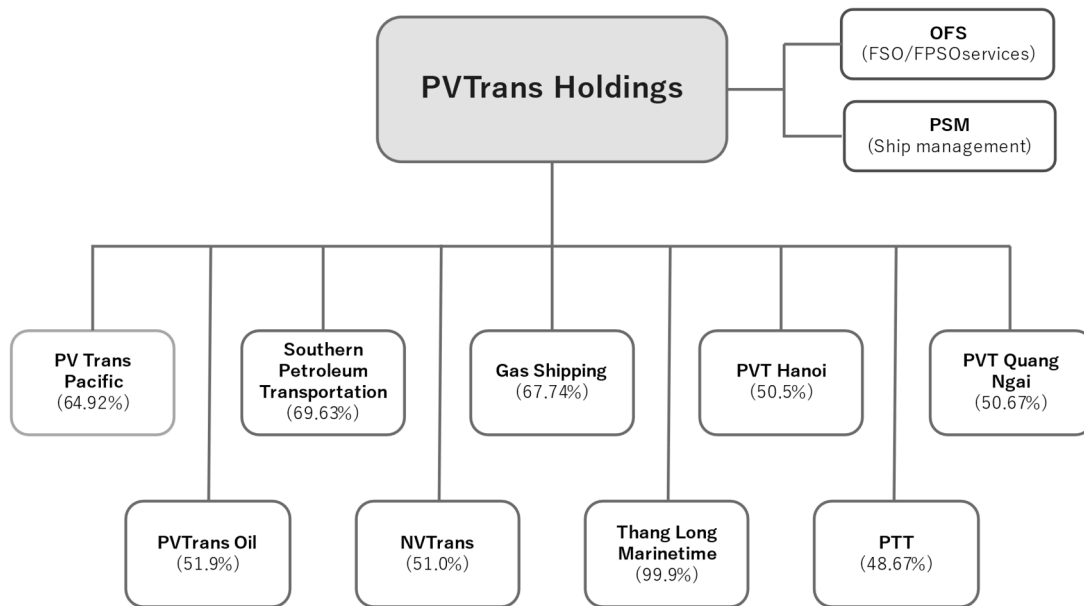 PVTrans Holdings
OFS
(FSO/FPSOservices)
PSM
(Ship management)
PV Trans
Pacific
(64.92%)
Southern
Petroleum
Transportation
(69.63%)
Gas Shipping
(67.74%)
PVT Hanoi
(50.5%)
PVT Quang
Ngai
(50.67%)
PVTrans Oil
(51.9%)
NVTrans
(51.0%)
Thang Long
Marinetime
(99.9%)
PTT
(48.67%)